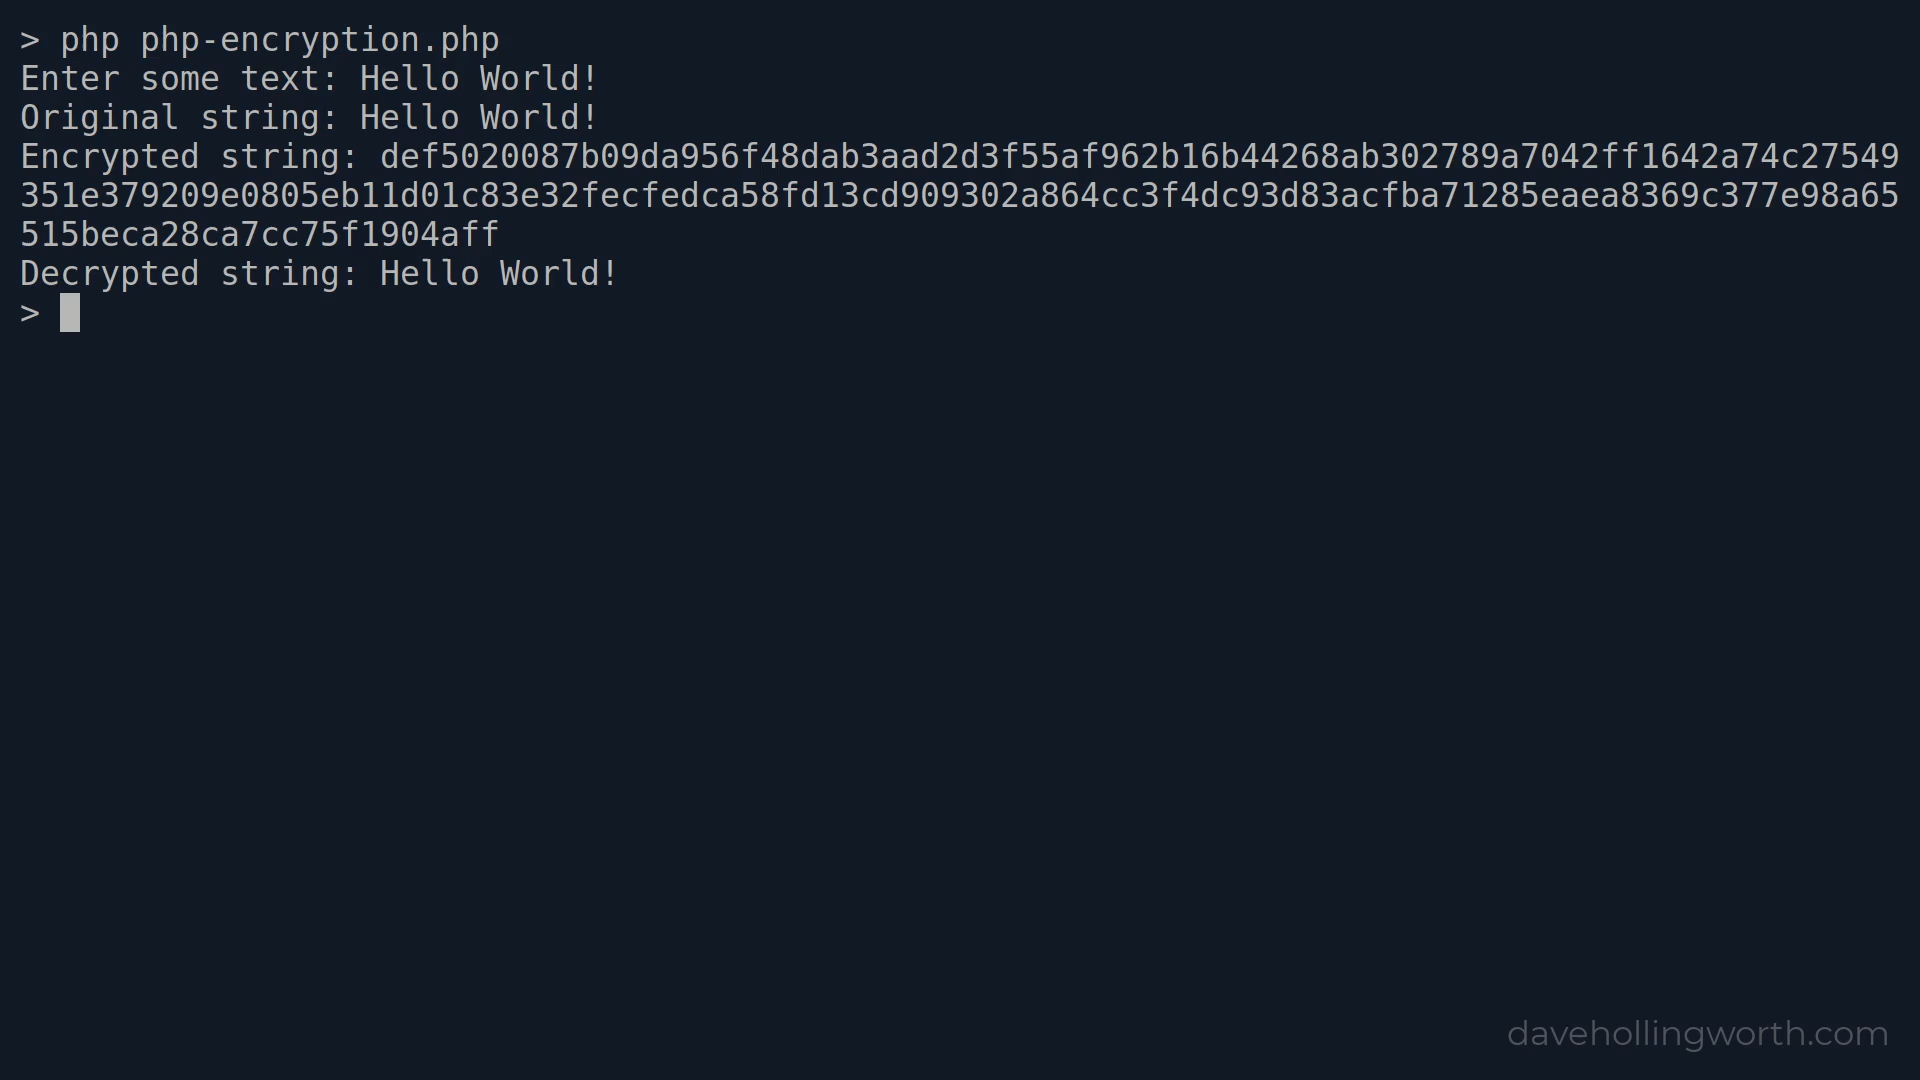 > php php-encryption.php
Enter some text: Hello World!
Original string: Hello World!
Encrypted string: def5020087b09da956f48dab3aad2d3f55af962b16b44268ab302789a7042ff1642a74c27549
351e379209e0805eb11d01c83e32fecfedca58fd13cd909302a864cc3f4dc93d83acfba71285eaea8369c377e98a65
515beca28ca7cc75f1904aff
Decrypted string: Hello World!
>
davehollingworth.com